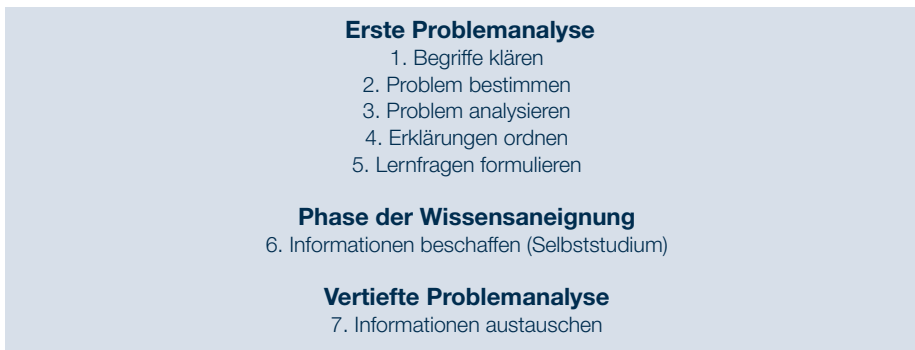 Erste Problemanalyse
1. Begriffe klären
2. Problem bestimmen
3. Problem analysieren
4. Erklärungen ordnen
5. Lernfragen formulieren
Phase der Wissensaneignung
6. Informationen beschaffen (Selbststudium)
Vertiefte Problemanalyse
7. Informationen austauschen